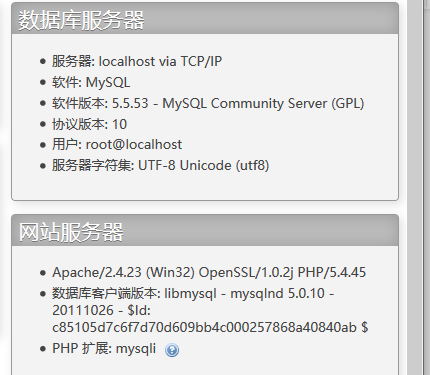 数据库服务器
服务器: localhost via TCP/IP
软件: MySQL
软件版本: 5.5.53 - MySQL Community Server (GPL)
协议版本: 10
用户: root@localhost
服务器字符集: UTF-8 Unicode (utf8)
网站服务器
Apache/2.4.23 (Win32) OpenSSL/1.0.2j PHP/5.4.45
数据库客户端版本: libmysql - mysqlnd 5.0.10 -
20111026 - $Id:
c85105d7c6f7d70d609bb4c000257868a40840ab $
PHP 扩展: mysqli